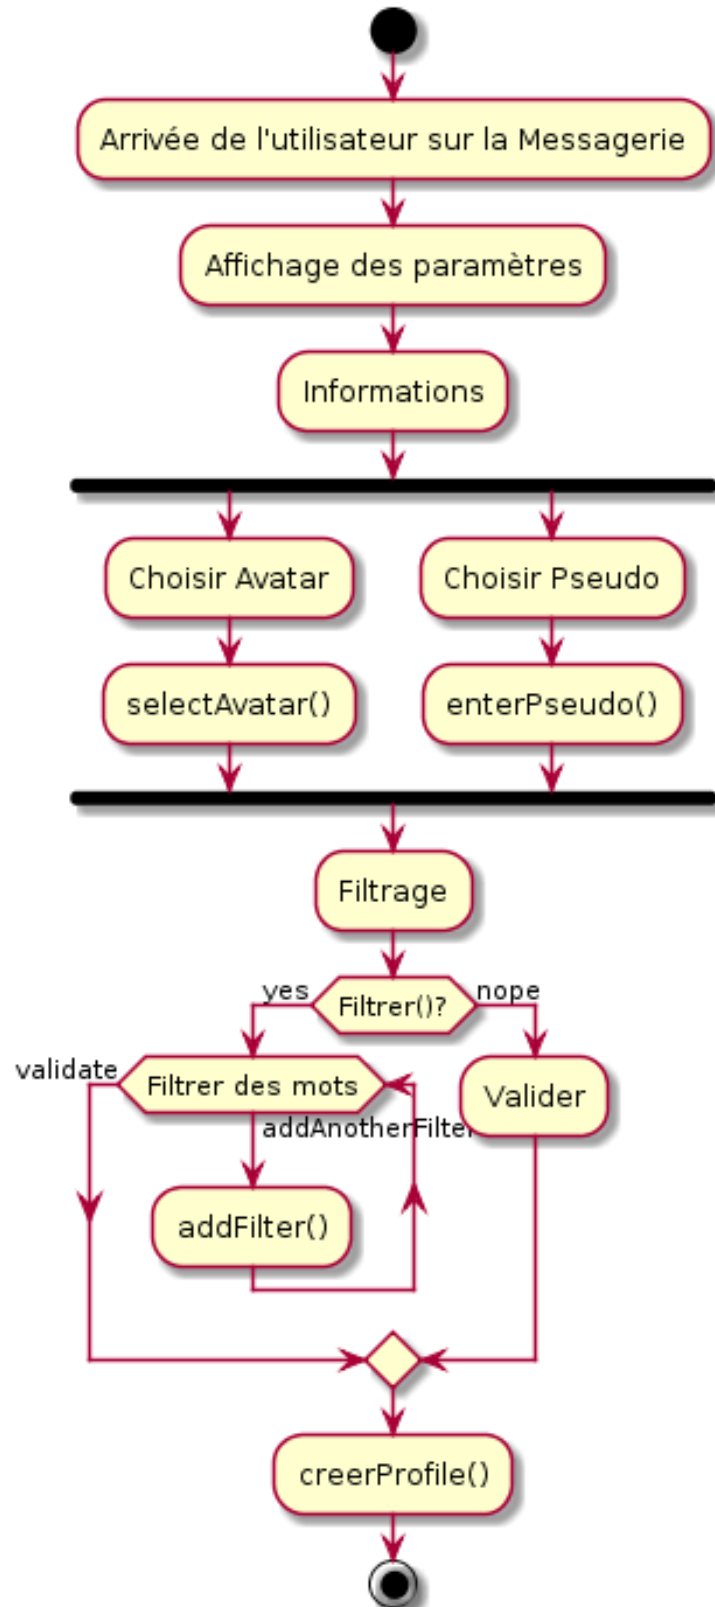 Arrivée de l'utilisateur sur la Messagerie
Affichage des paramètres
Informations
Choisir Avatar
Choisir Pseudo
selectAvatar()
enterPseudo()
Filtrage
yes
Filtrer()?
nope
validate
Filtrer des mots
Valider
addAnotherFilter
addFilter()
creerProfile()